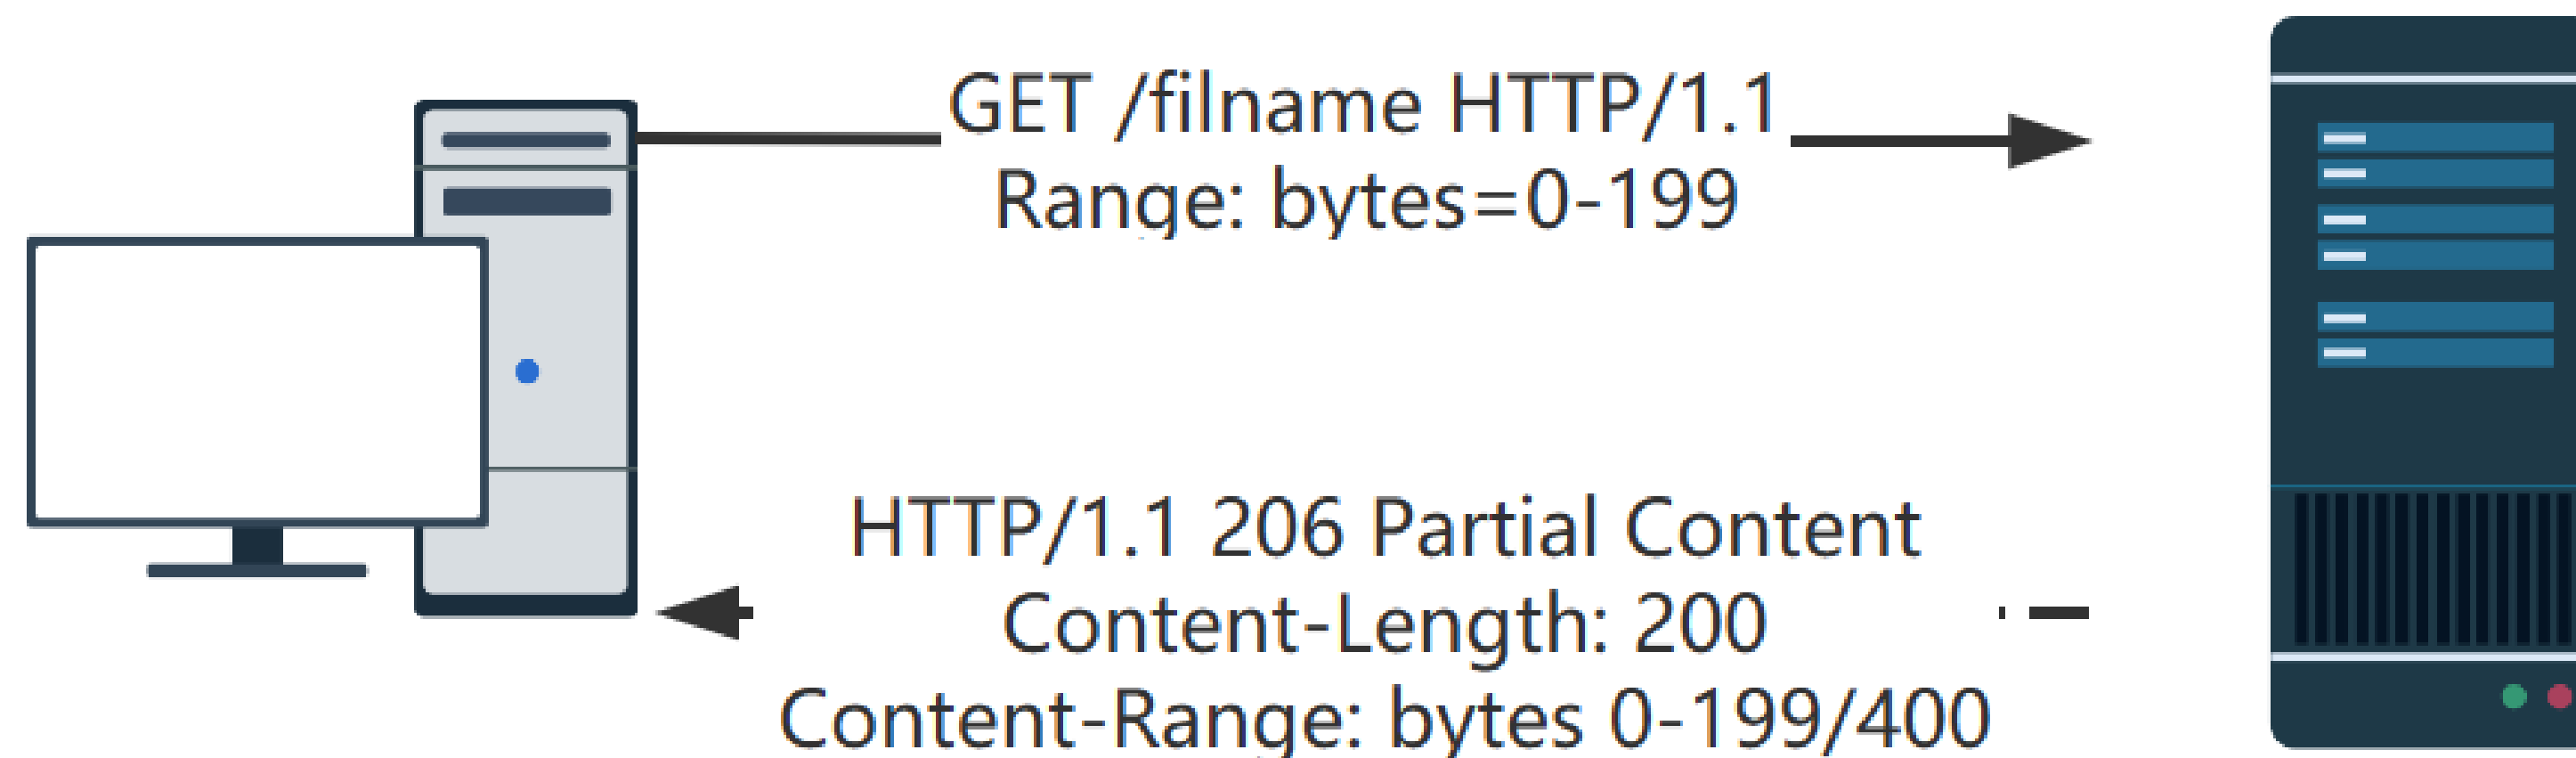 GET /filname HTTP/1.1
Range: bytes=0-199
HTTP/1.1 206 Partial Content
Content-Length: 200
Content-Range: bytes 0-199/400